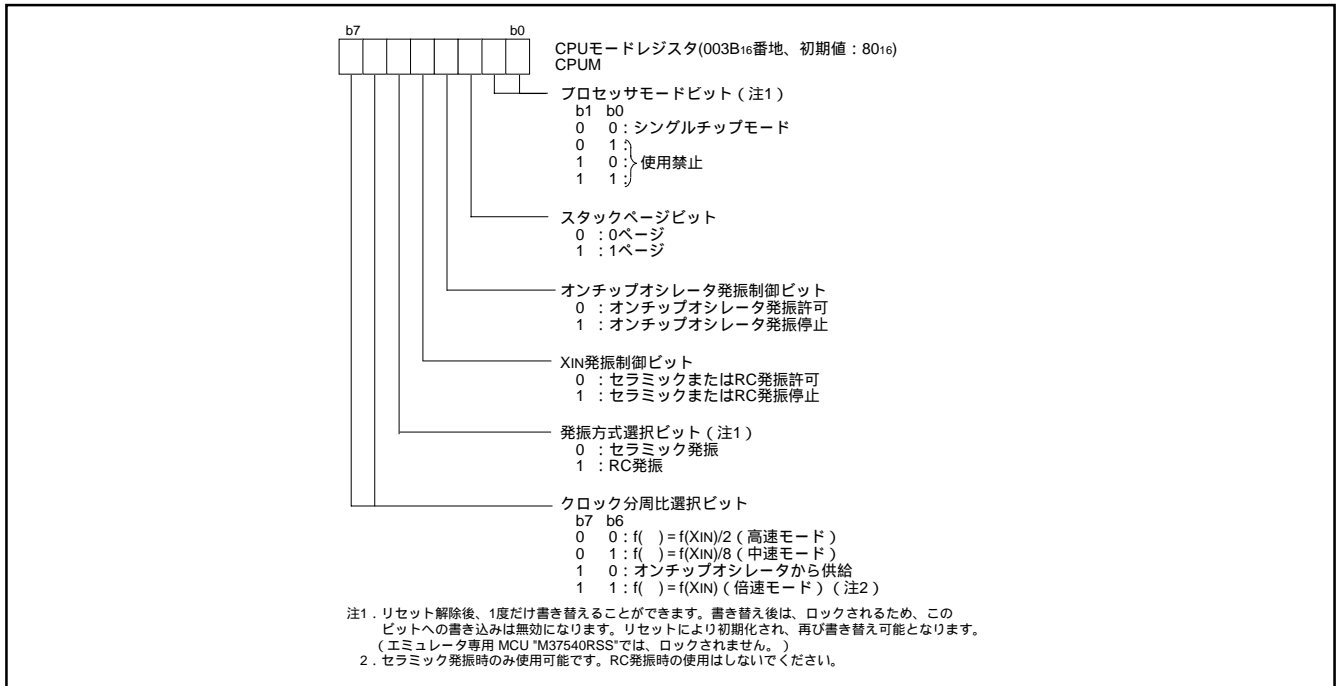 b7 b0
CPUモードレジスタ(003B16番地、初期値：8016)
CPUM
プロセッサモードビット（注1）
b1 b0
0 0：シングルチップモード
0 1：
1 0： 使用禁止
1 1：
スタックページビット
0 ：0ページ
1 ：1ページ
オンチップオシレータ発振制御ビット
0 ：オンチップオシレータ発振許可
1 ：オンチップオシレータ発振停止
XIN発振制御ビット
0 ：セラミックまたはRC発振許可
1 ：セラミックまたはRC発振停止
発振方式選択ビット（注1）
0 ：セラミック発振
1 ：RC発振
クロック分周比選択ビット
b7 b6
0 0：f( ) = f(XIN)/2（高速モード）
0 1：f( ) = f(XIN)/8（中速モード）
1 0：オンチップオシレータから供給
1 1：f( ) = f(XIN)（倍速モード）（注2）
注1．リセット解除後、1度だけ書き替えることができます。書き替え後は、ロックされるため、この
ビットへの書き込みは無効になります。リセットにより初期化され、再び書き替え可能となります。
（エミュレータ専用 MCU "M37540RSS"では、ロックされません。）
2．セラミック発振時のみ使用可能です。RC発振時の使用はしないでください。